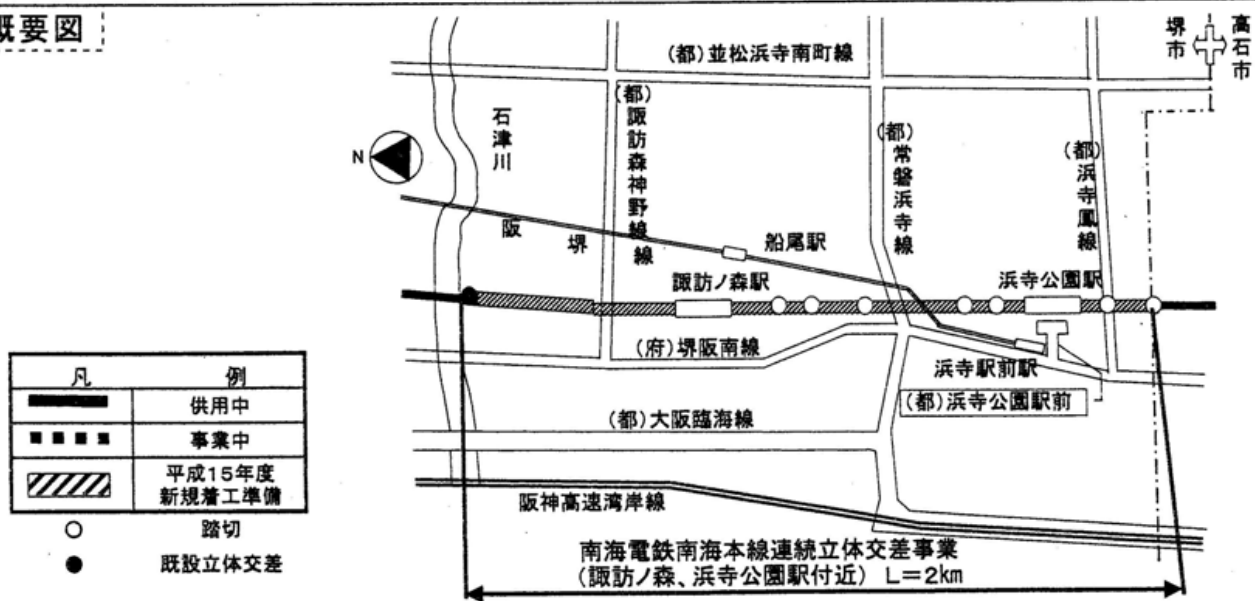 概要図
堺市
高石市
(都)並松浜寺南町線
石津川
(都)諏訪森神野線
(都)常磐浜寺線
(都)浜寺鳳線
N
阪堺線
船尾駅
諏訪ノ森駅
浜寺公園駅
(府)堺阪南線
浜寺駅前駅
(都)浜寺公園駅前
(都)大阪臨海線
阪神高速湾岸線
凡例
供用中
事業中
平成15年度
新規着工準備
踏切
既設立体交差
南海電鉄南海本線連続立体交差事業
(諏訪ノ森、浜寺公園駅付近) L=2km